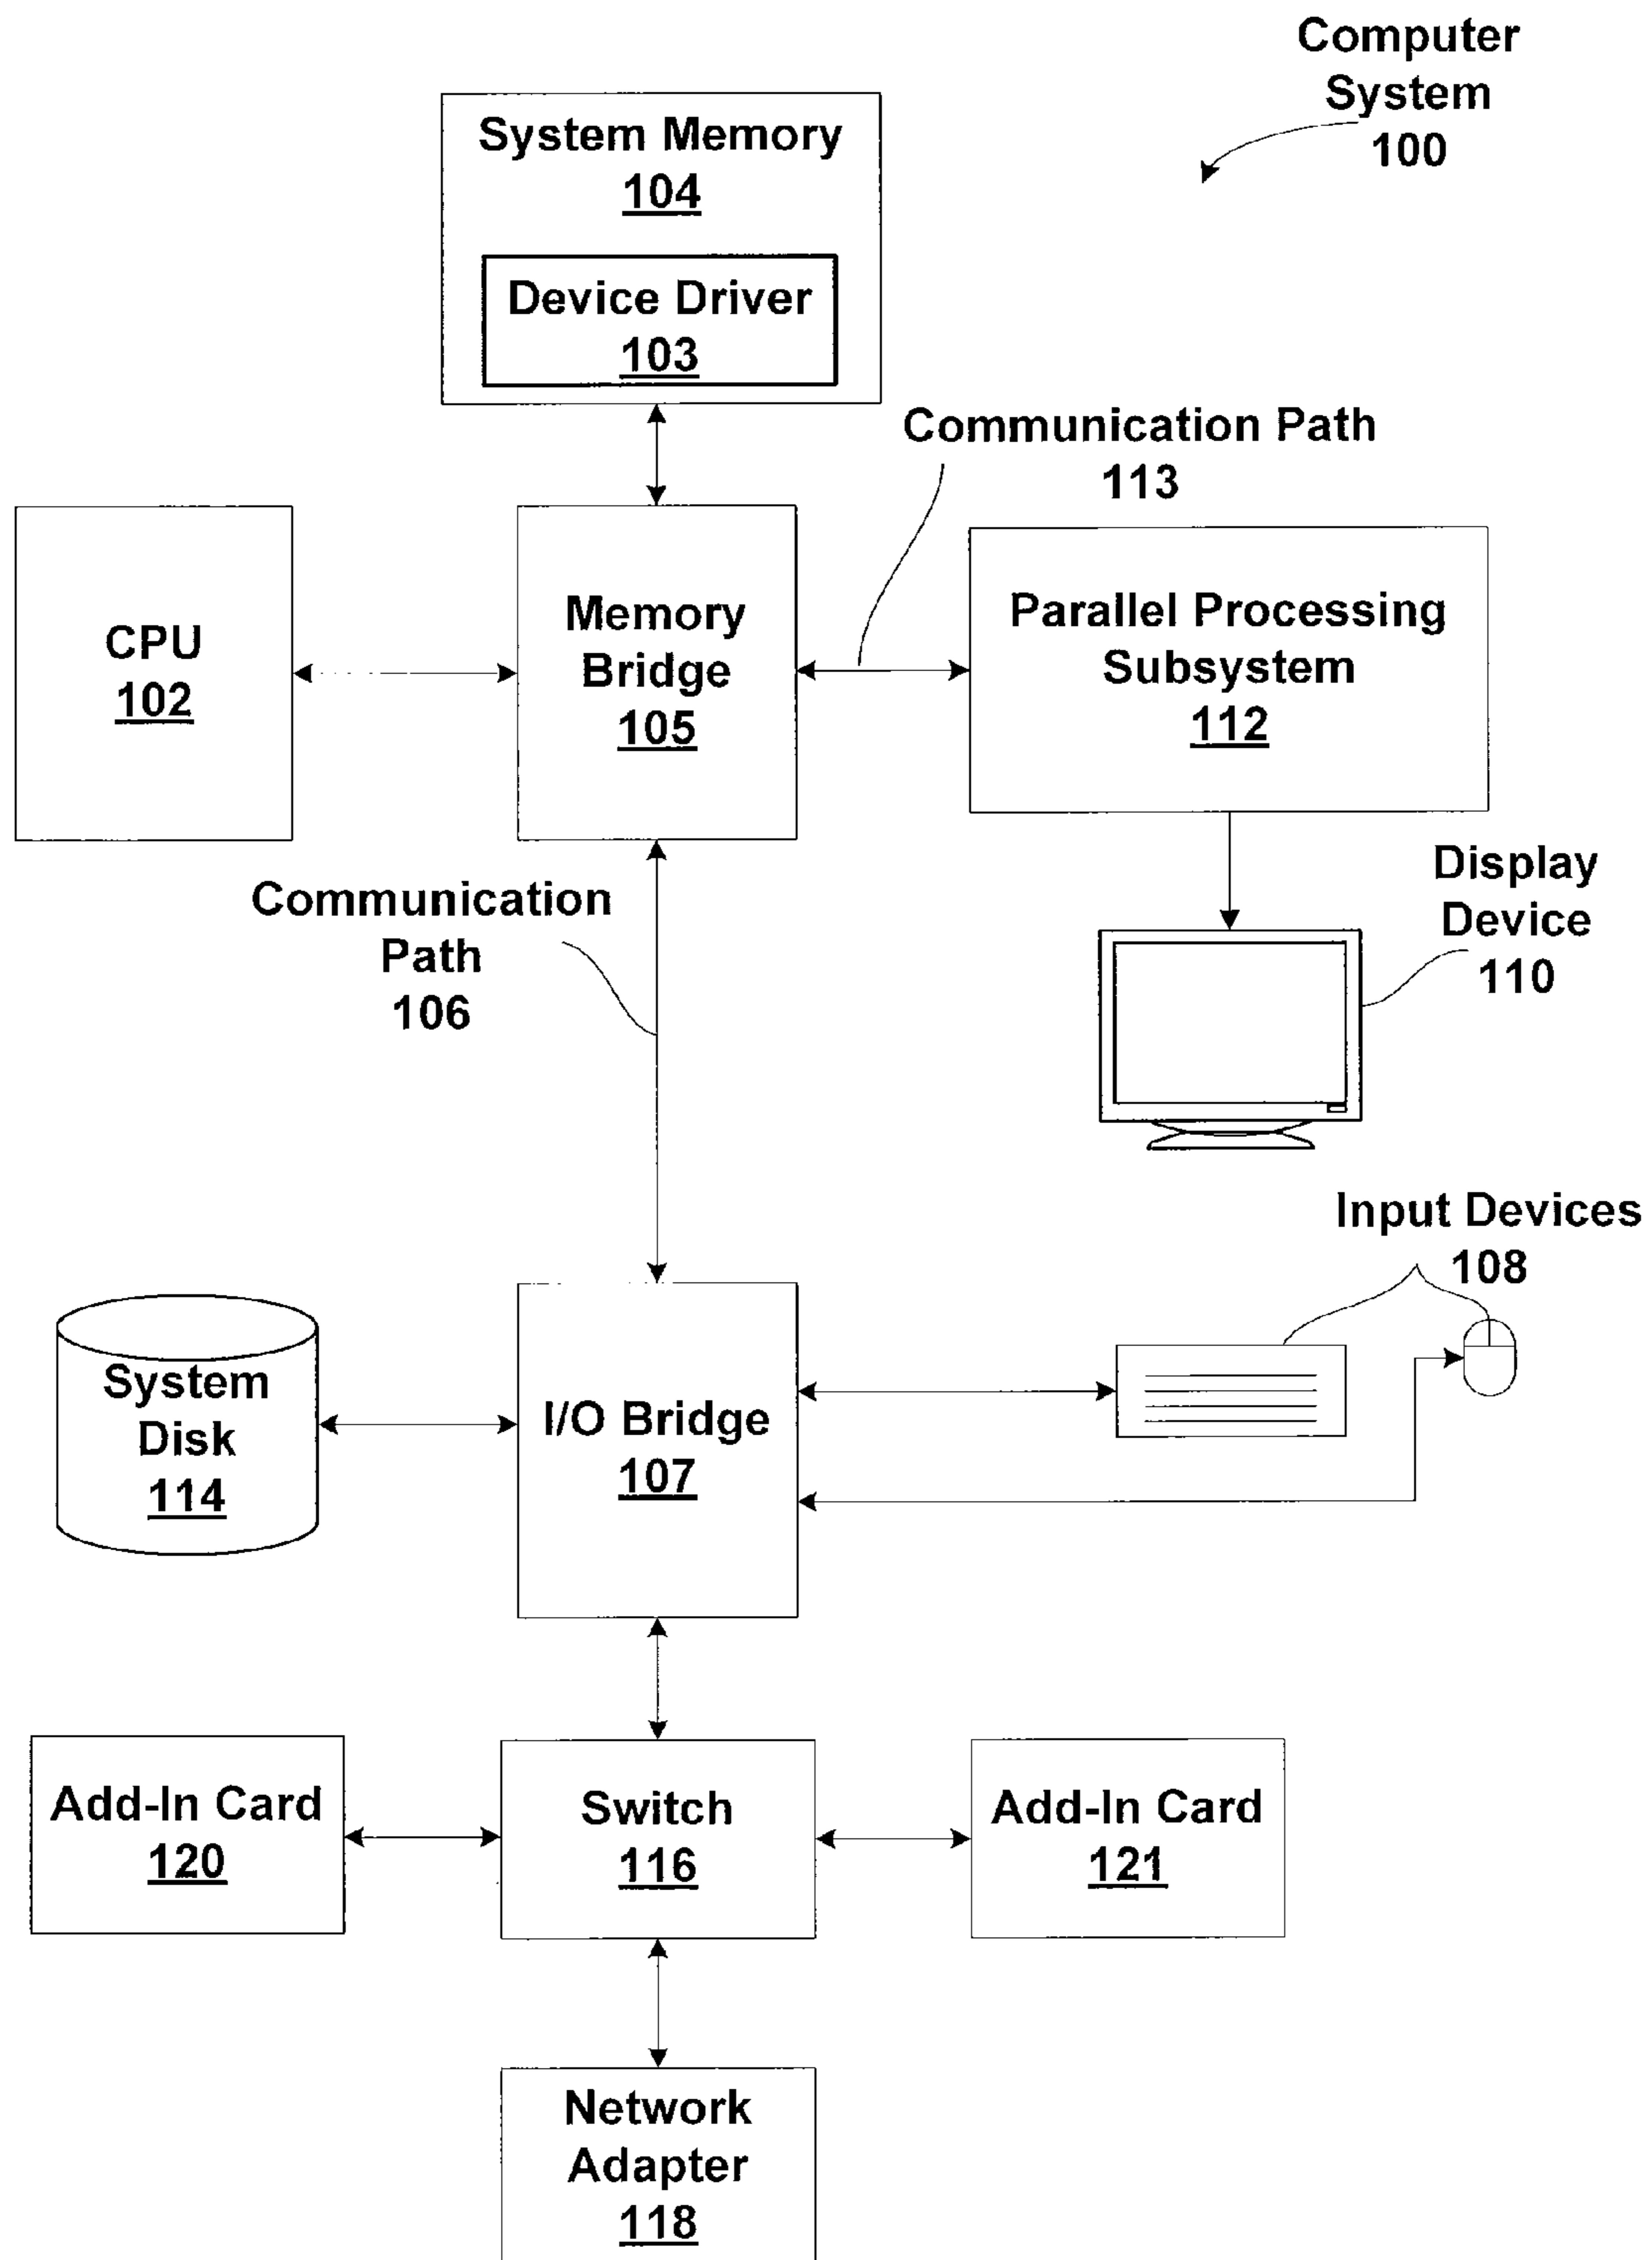 Computer
System
100
System Memory
104
Device Driver
103
Communication Path
113
CPU
102
Memory
Bridge
105
Parallel Processing
Subsystem
112
Communication
Path
106
Display
Device
110
Input Devices
108
System
Disk
114
I/O Bridge
107
Add-In Card
120
Switch
116
Add-In Card
121
Network
Adapter
118